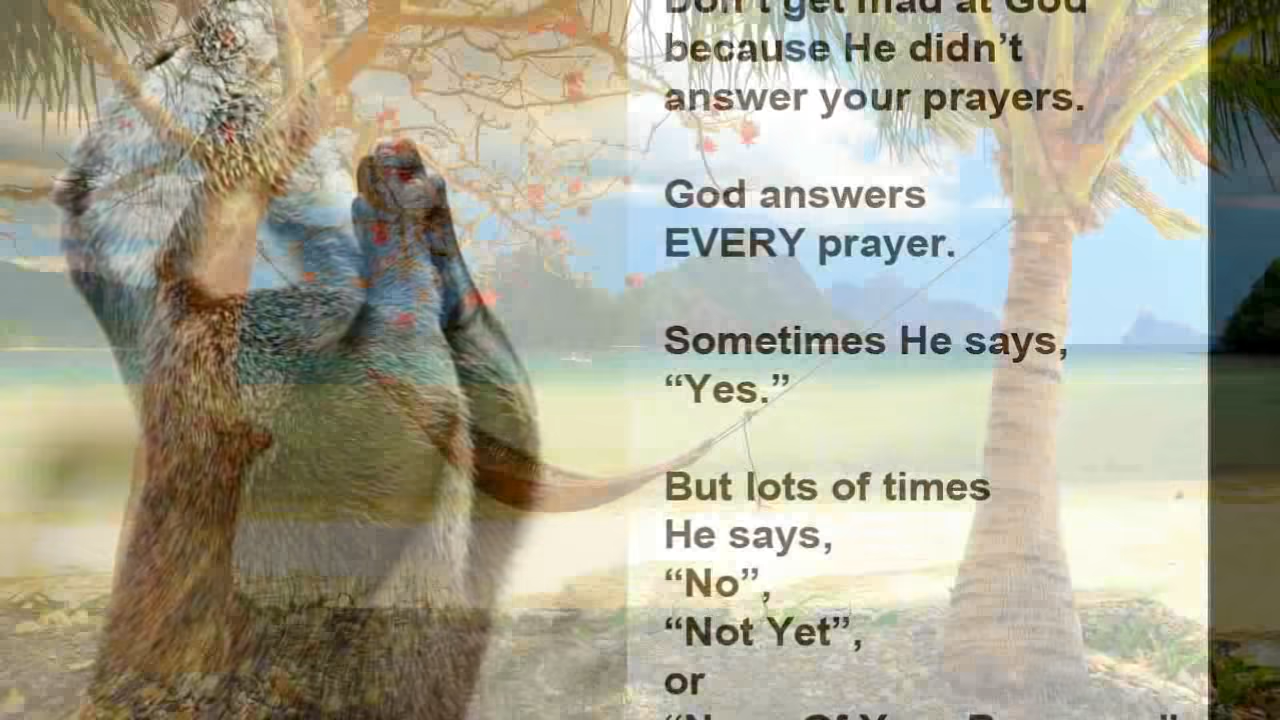 Don't get mad at God
because He didn't
answer your prayers.
God answers
EVERY prayer.
Sometimes He says,
“Yes.”
But lots of times
He says,
“No”,
“Not Yet”,
or